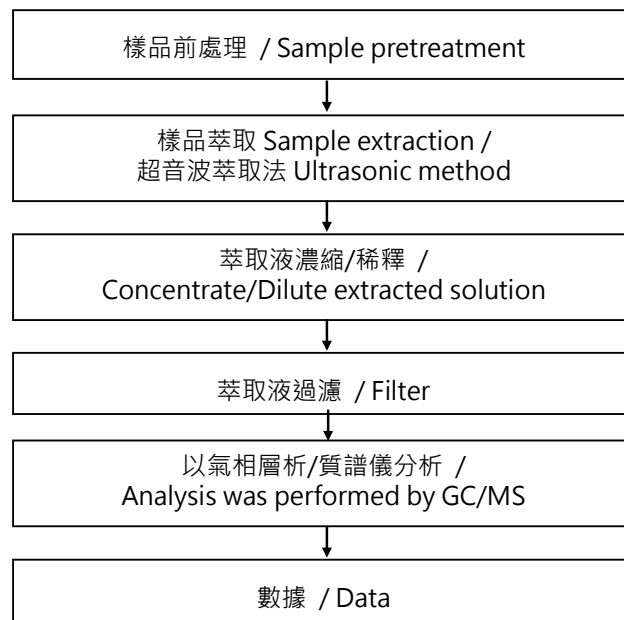 樣品前處理 / Sample pretreatment
樣品萃取 Sample extraction /
超音波萃取法 Ultrasonic method
萃取液濃縮/稀釋 /
Concentrate/Dilute extracted solution
萃取液過濾 / Filter
以氣相層析/質譜儀分析 /
Analysis was performed by GC/MS
數據 / Data